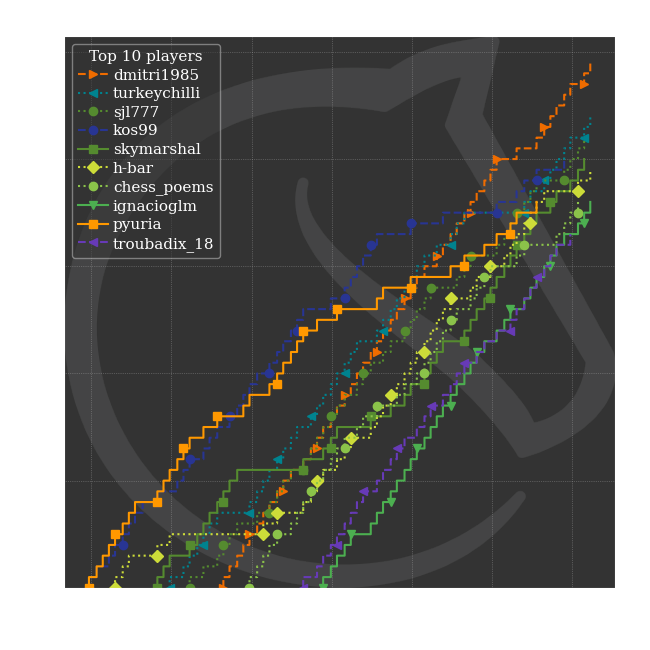 Top 10 players
dmitri1985
turkeychilli
sjl777
kos99
skymarshal
h-bar
chess_poems
ignacioglm
pyuria
troubadix_18